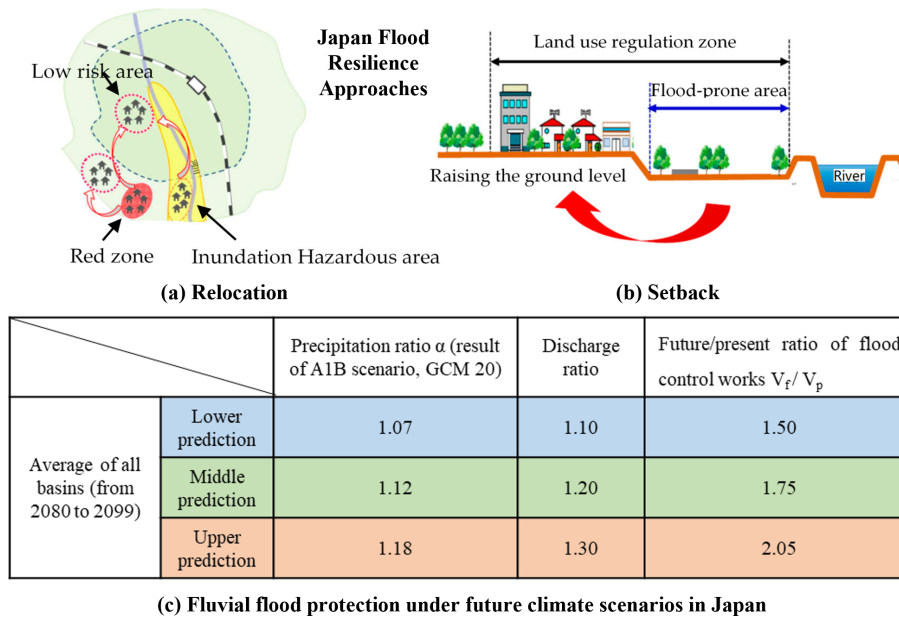 Japan Flood
Resilience
Approaches
Low risk area
Red zone
Inundation Hazardous area
(a) Relocation
Land use regulation zone
Flood-prone area
Raising the ground level
River
(b) Setback
Precipitation ratio α (result
of A1B scenario, GCM 20)
Discharge
ratio
Future/present ratio of flood
control works V_f / V_p
Average of all
basins (from
2080 to 2099)
Lower
prediction
1.07
1.10
1.50
Middle
prediction
1.12
1.20
1.75
Upper
prediction
1.18
1.30
2.05
(c) Fluvial flood protection under future climate scenarios in Japan